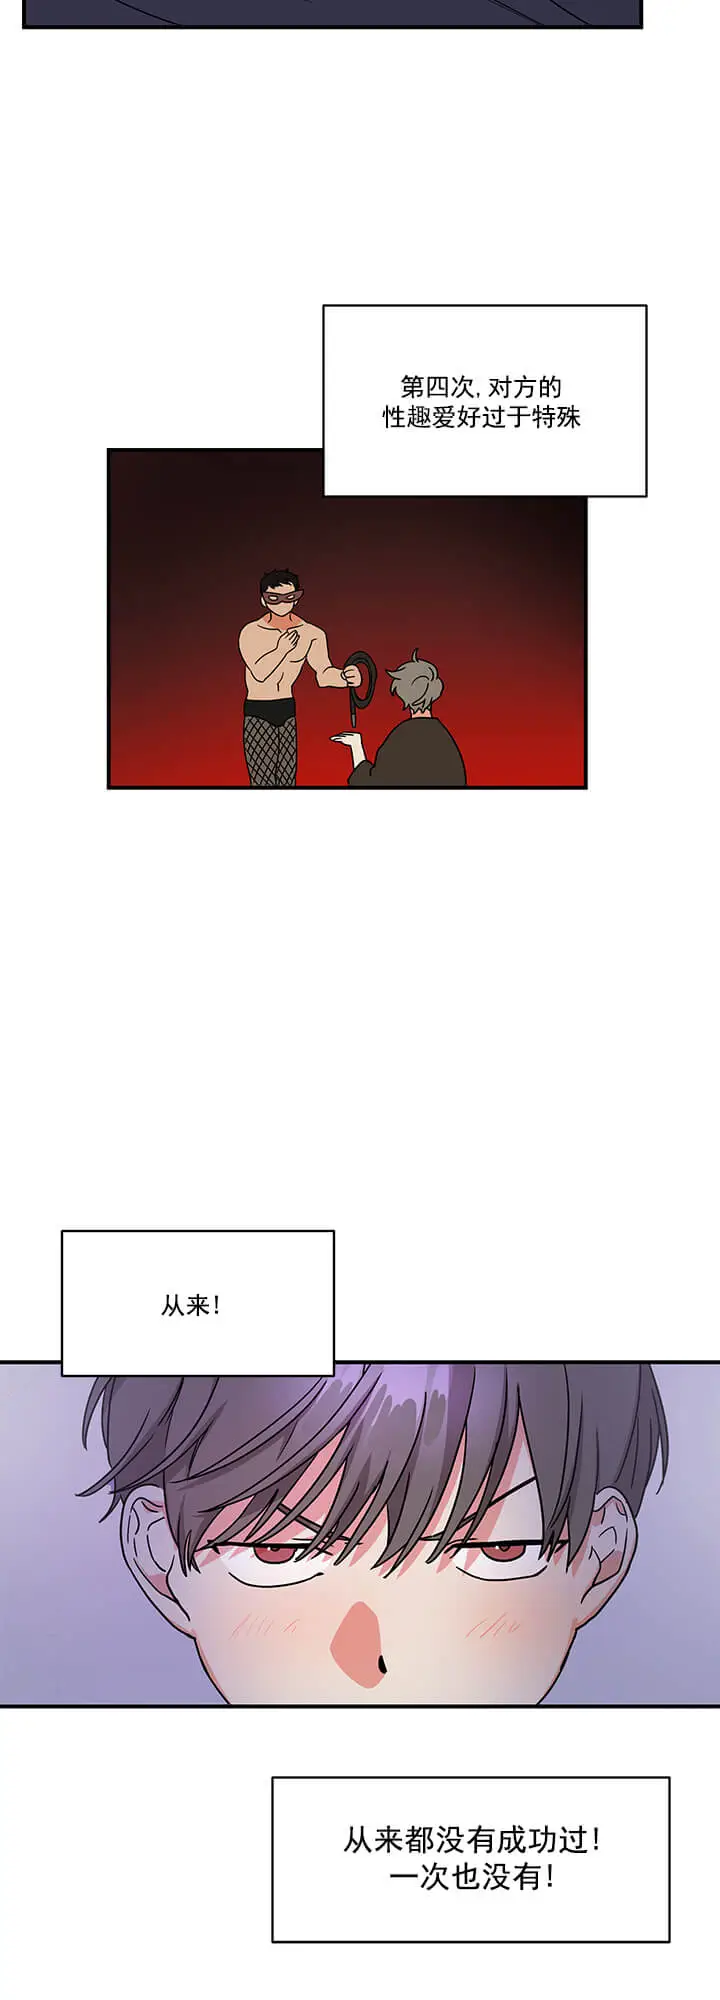 第四次,对方的
性趣爱好过于特殊
从来!
从来都没有成功过!
一次也没有!